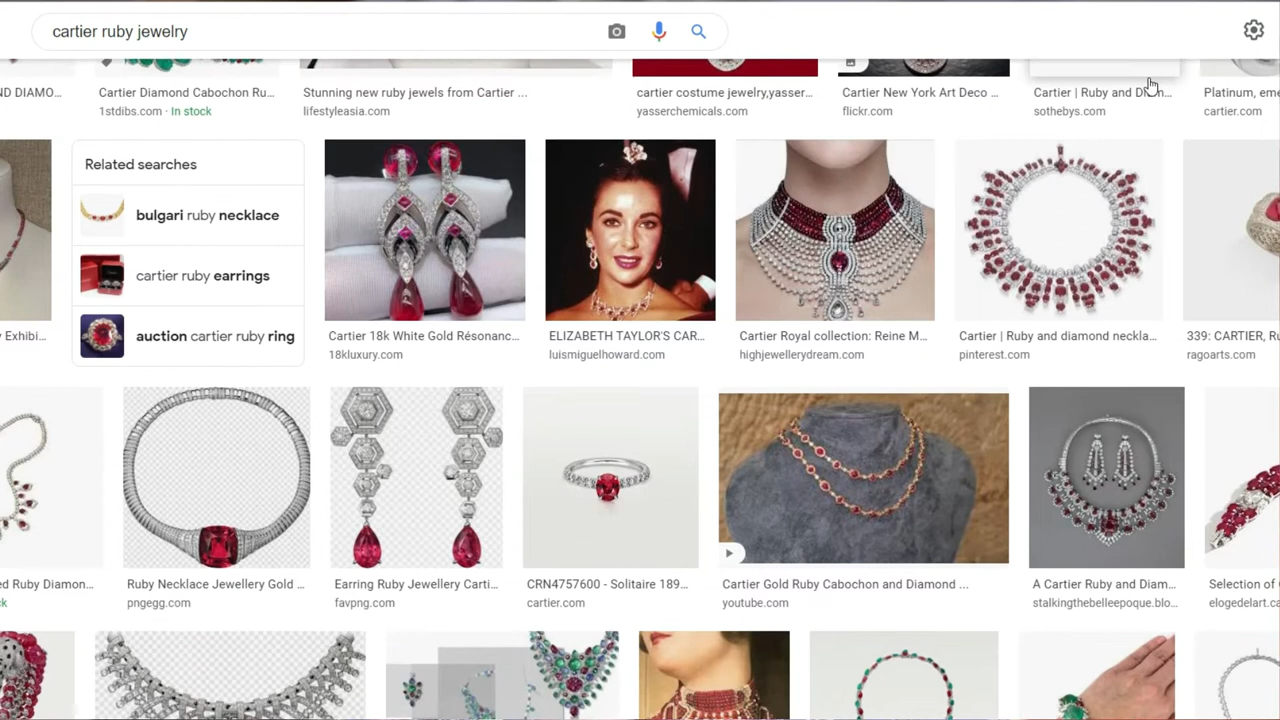 cartier ruby jewelry
ND DIAMO...
Cartier Diamond Cabochon Ru...
Stunning new ruby jewels from Cartier ...
cartier costume jewelry,yasser...
Cartier New York Art Deco ...
Cartier | Ruby and Diam...
Platinum, eme
1stdibs.com · In stock
lifestyleasia.com
yasserchemicals.com
flickr.com
sothebys.com
cartier.com
Related searches
bulgari ruby necklace
cartier ruby earrings
auction cartier ruby ring
Exhibi...
Cartier 18k White Gold Résonanc...
ELIZABETH TAYLOR'S CAR...
Cartier Royal collection: Reine M...
Cartier | Ruby and diamond neckla...
339: CARTIER, Ru
18kluxury.com
luismiguelhoward.com
highjewellerydream.com
pinterest.com
ragoarts.com
ed Ruby Diamon...
Ruby Necklace Jewellery Gold ...
Earring Ruby Jewellery Carti...
CRN4757600 - Solitaire 189...
Cartier Gold Ruby Cabochon and Diamond ...
A Cartier Ruby and Diam...
Selection of
ck
pngegg.com
favpng.com
cartier.com
youtube.com
stalkingthebelleepoque.blo...
elogedelart.ca